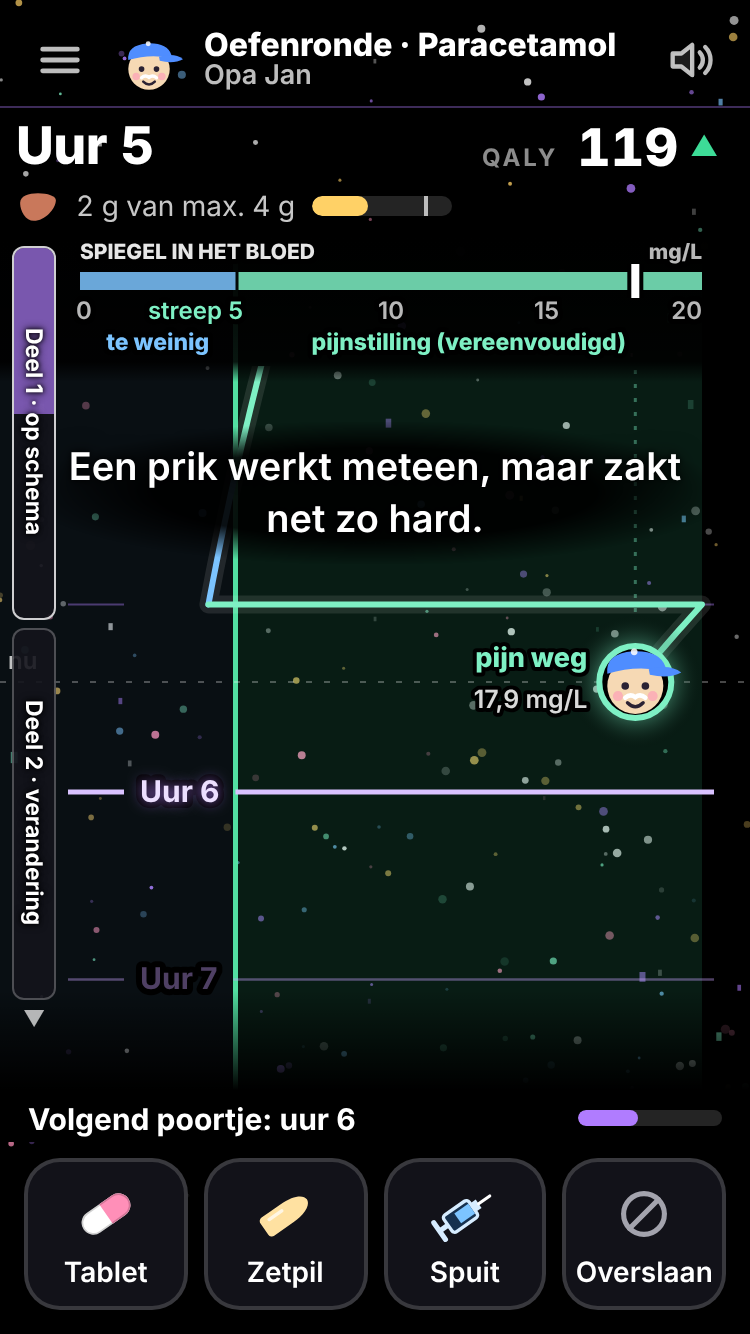 Oefenronde · Paracetamol
Opa Jan
Uur 5
QALY 119
2 g van max. 4 g
SPIEGEL IN HET BLOED mg/L
0 streep 5 10 15 20
te weinig pijnstilling (vereenvoudigd)
Deel 1 · op schema
Een prik werkt meteen, maar zakt
net zo hard.
nu
pijn weg
17,9 mg/L
Deel 2 · verandering
Uur 6
Uur 7
Volgend poortje: uur 6
Tablet
Zetpil
Spuit
Overslaan